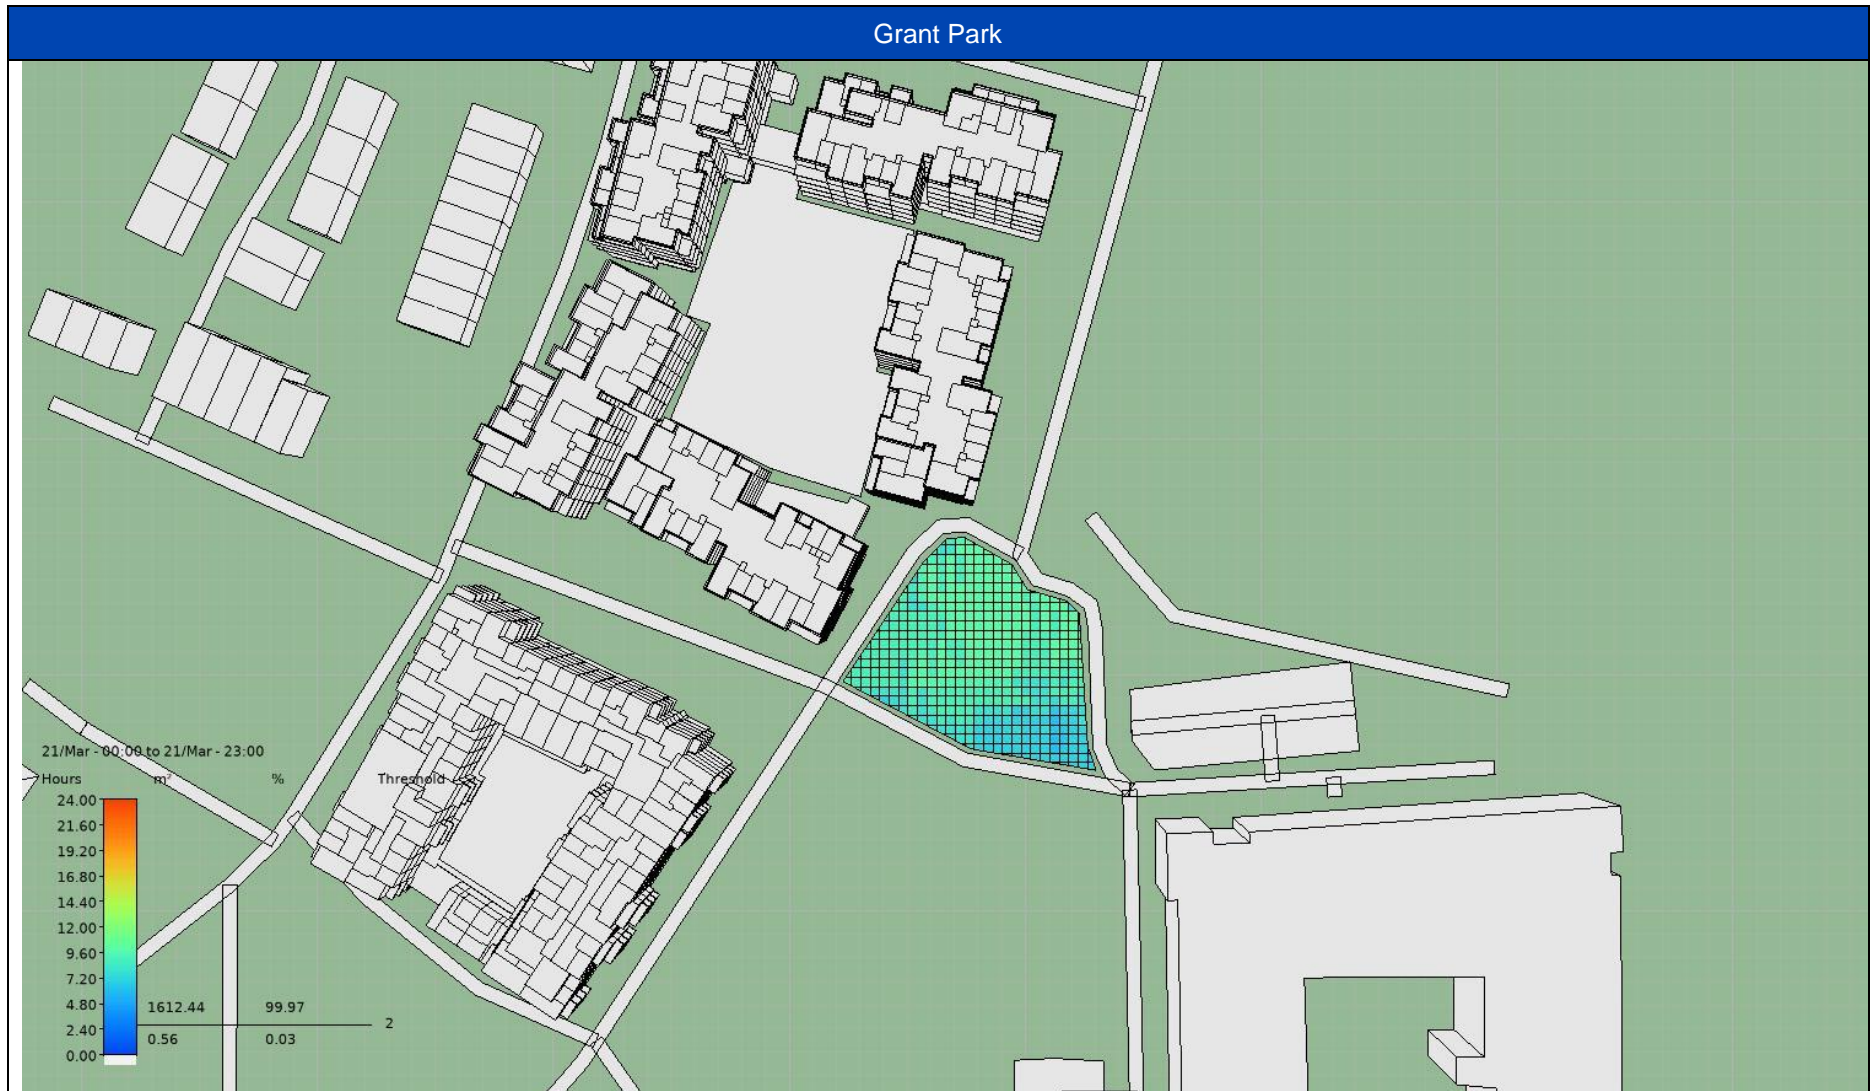 Grant Park
21/Mar - 00:00 to 21/Mar - 23:00
Hours m² % Threshold
24.00
21.60
19.20
16.80
14.40
12.00
9.60
7.20
4.80 1612.44 99.97
2.40 2
0.56 0.03
0.00